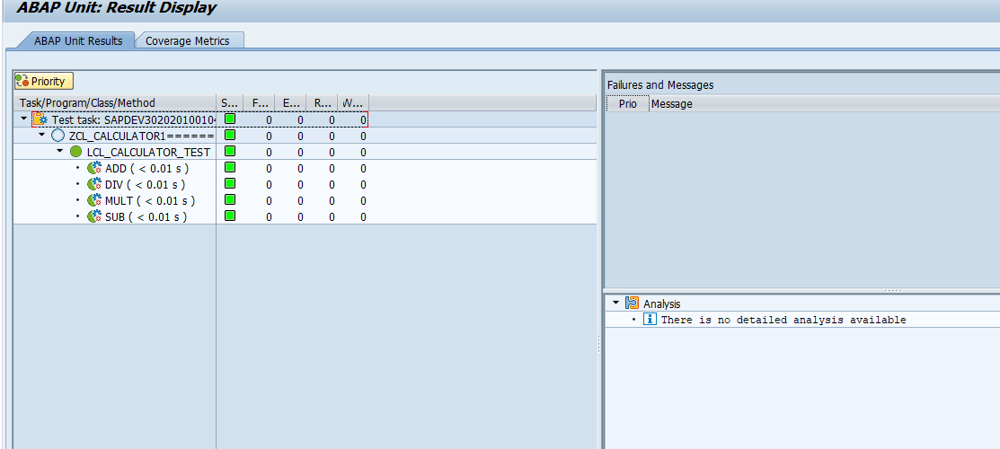 ABAP Unit: Result Display
ABAP Unit Results
Coverage Metrics
Priority
Task/Program/Class/Method S... F... E... R... W...
Test task: SAPDEV30202010010 0 0 0 0
ZCL_CALCULATOR1====== 0 0 0 0
LCL_CALCULATOR_TEST 0 0 0 0
ADD ( < 0.01 s ) 0 0 0 0
DIV ( < 0.01 s ) 0 0 0 0
MULT ( < 0.01 s ) 0 0 0 0
SUB ( < 0.01 s ) 0 0 0 0
Failures and Messages
Prio Message
Analysis
There is no detailed analysis available